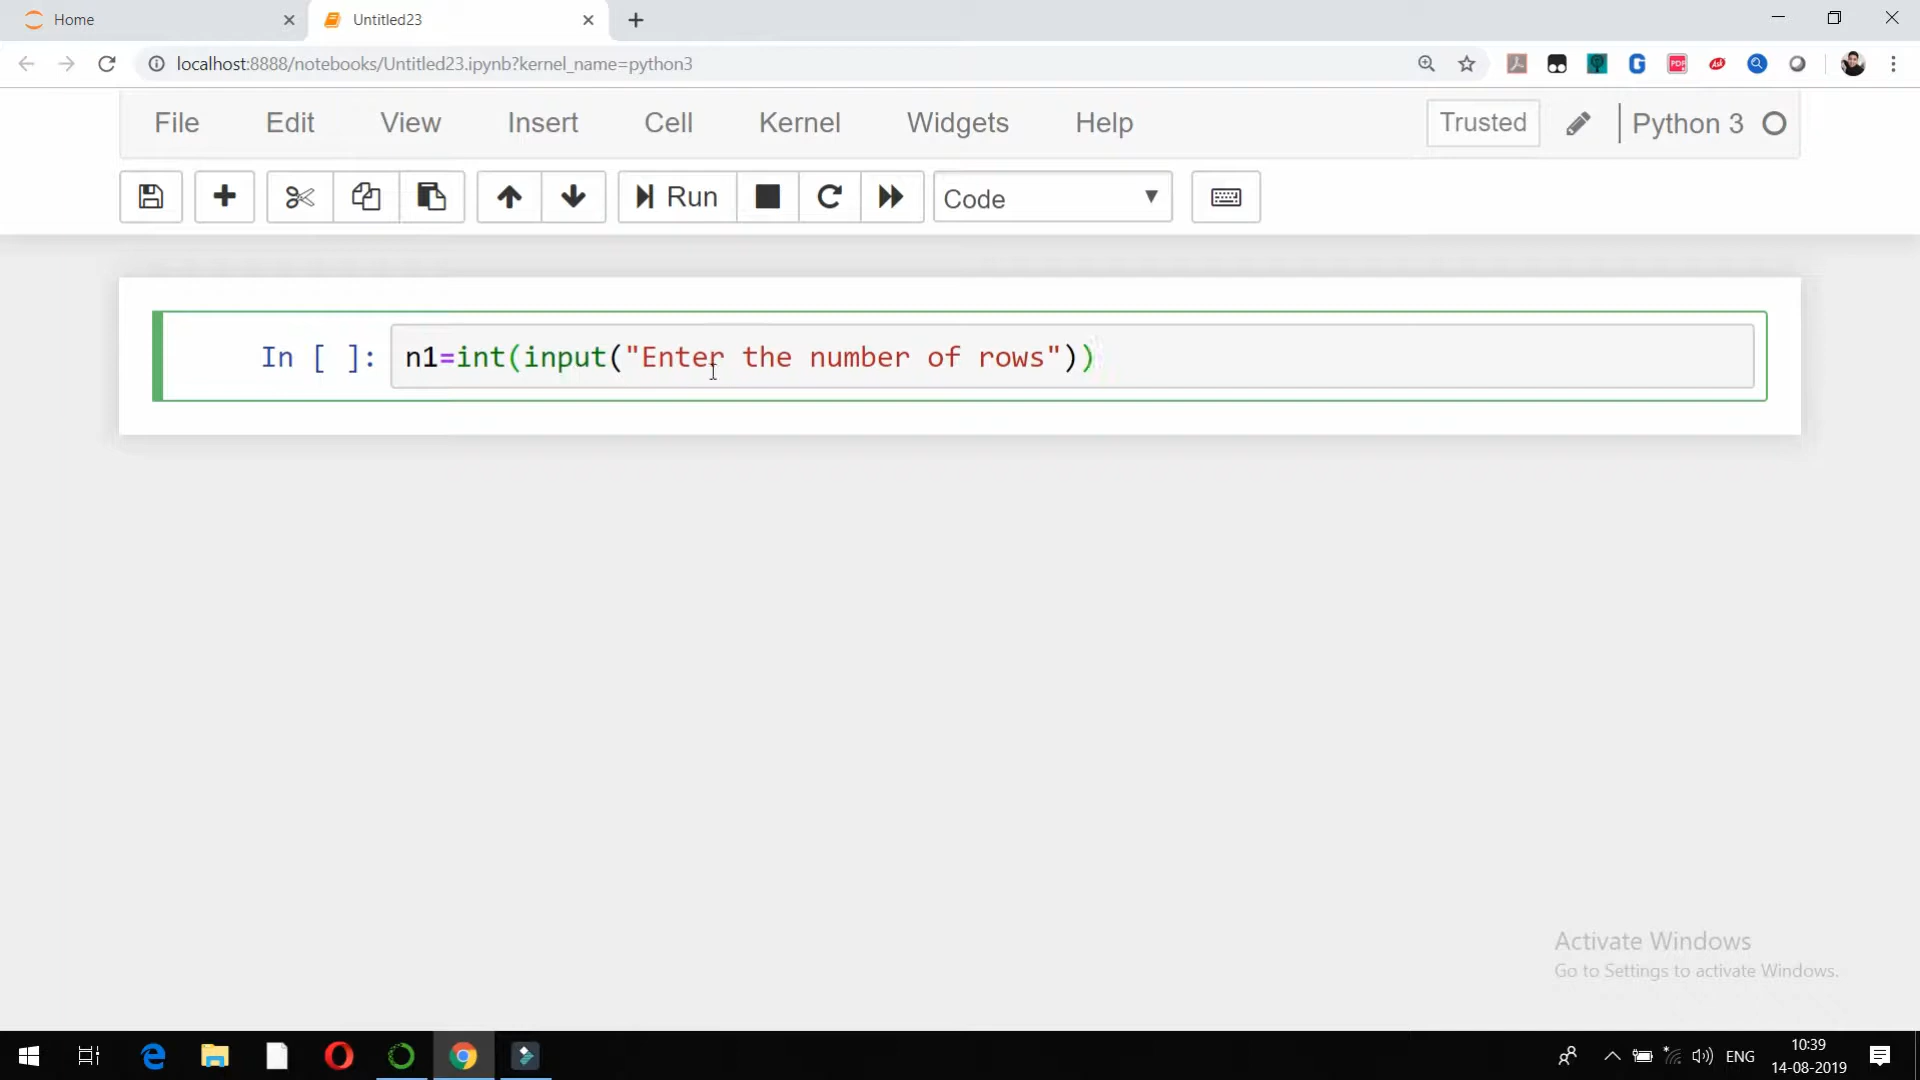 Home
Untitled23
localhost:8888/notebooks/Untitled23.ipynb?kernel_name=python3
File Edit View Insert Cell Kernel Widgets Help Trusted Python 3
Run Code
In [ ]: n1=int(input("Enter the number of rows"))
Activate Windows
Go to Settings to activate Windows.
ENG
10:39
14-08-2019